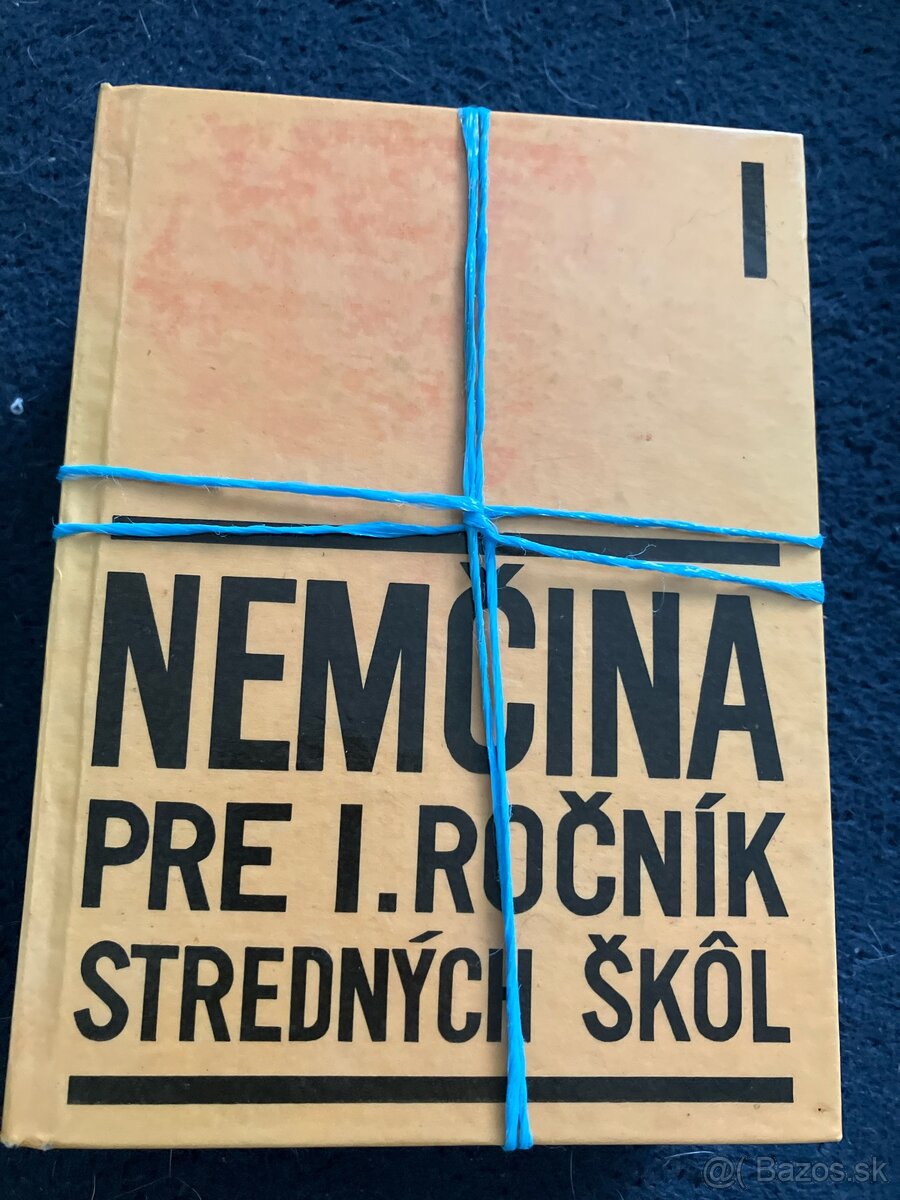 I
NEMČINA
PRE I. ROČNÍK
STREDNÝCH ŠKÔL
@( Bazos.sk